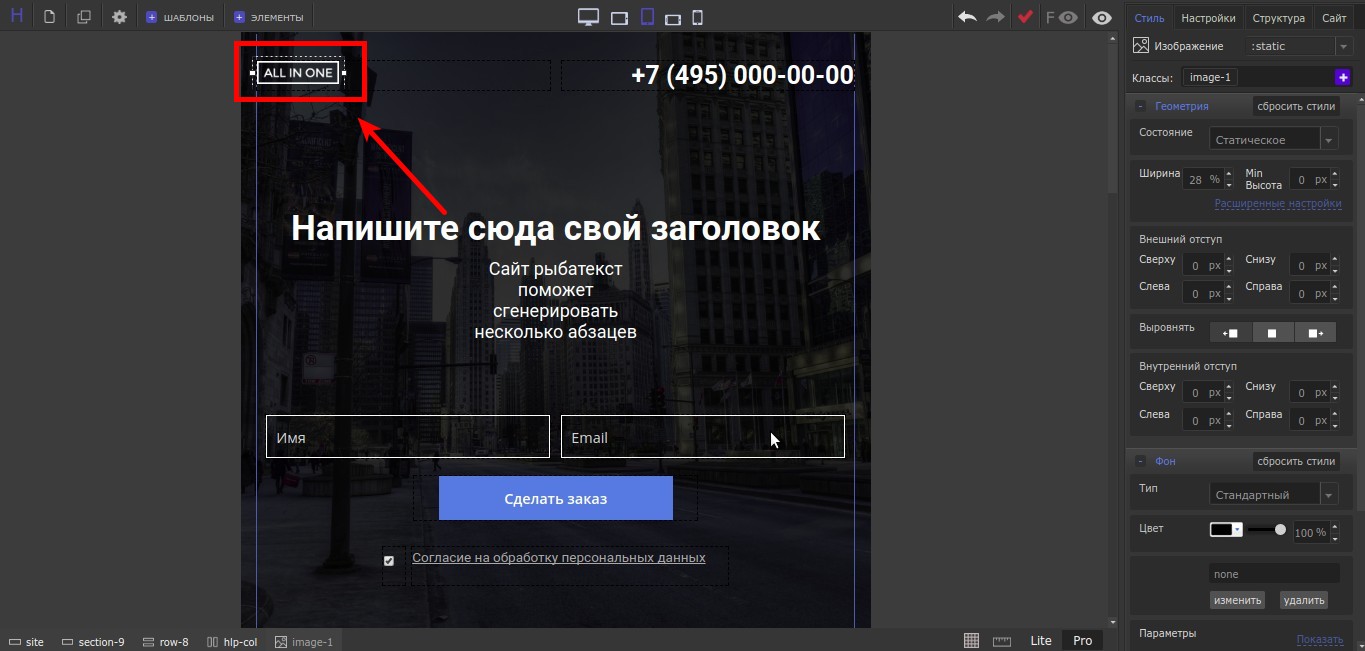 H
ШАБЛОНЫ
ЭЛЕМЕНТЫ
F
Стиль
Настройки
Структура
Сайт
Изображение
:static
Классы:
image-1
ALL IN ONE
+7 (495) 000-00-00
Напишите сюда свой заголовок
Сайт рыбатекст
поможет
сгенерировать
несколько абзацев
Имя
Email
Сделать заказ
Согласие на обработку персональных данных
Геометрия
сбросить стили
Состояние
Статическое
Ширина
28 %
Min
Высота
0 px
Расширенные настройки
Внешний отступ
Сверху
0 px
Снизу
0 px
Слева
0 px
Справа
0 px
Выровнять
Внутренний отступ
Сверху
0 px
Снизу
0 px
Слева
0 px
Справа
0 px
Фон
сбросить стили
Тип
Стандартный
Цвет
100 %
none
изменить
удалить
Параметры
Показать
site
section-9
row-8
hlp-col
image-1
Lite
Pro